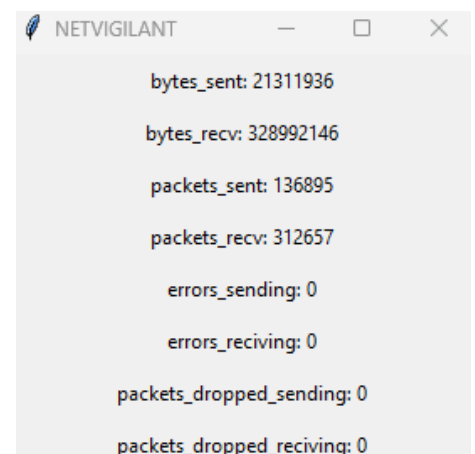 NETVIGILANT
bytes_sent: 21311936
bytes_recv: 328992146
packets_sent: 136895
packets_recv: 312657
errors_sending: 0
errors_reciving: 0
packets_dropped_sending: 0
packets_dropped_reciving: 0